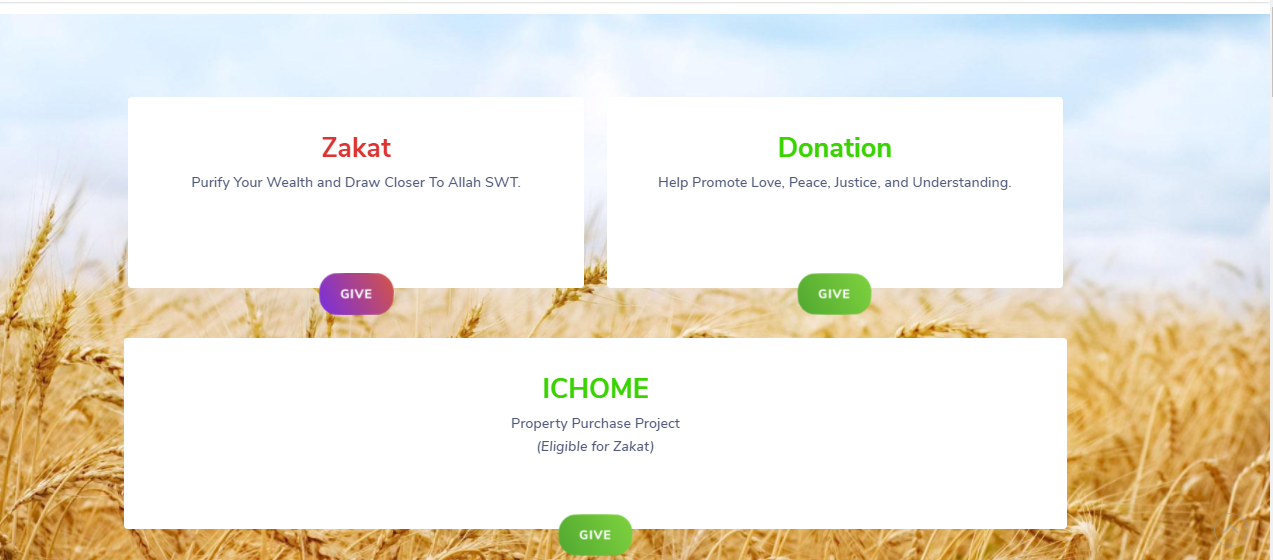 Zakat
Purify Your Wealth and Draw Closer To Allah SWT.
GIVE
Donation
Help Promote Love, Peace, Justice, and Understanding.
GIVE
ICHOME
Property Purchase Project
(Eligible for Zakat)
GIVE